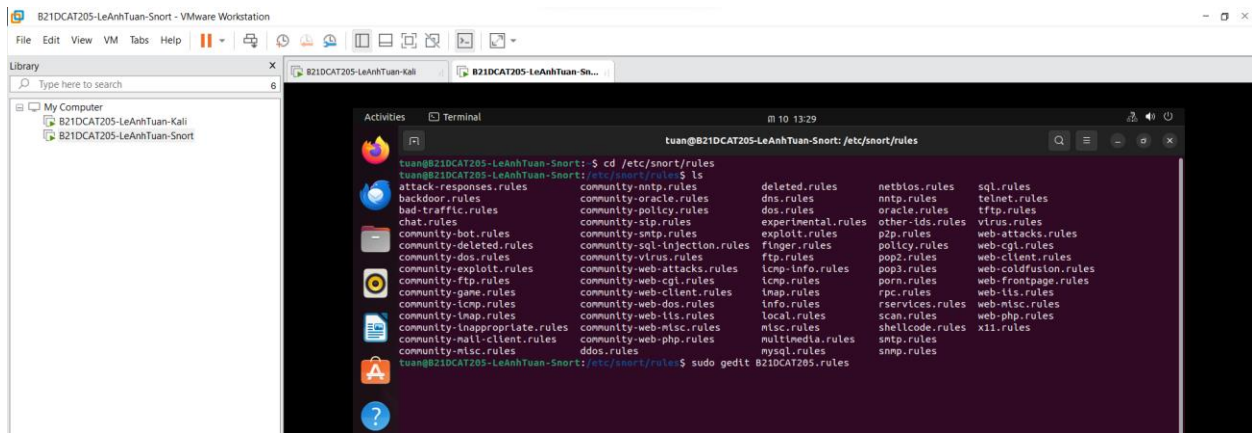 B21DCAT205-LeAnhTuan-Snort - VMware Workstation
File Edit View VM Tabs Help
Library
Type here to search
6
My Computer
B21DCAT205-LeAnhTuan-Kali
B21DCAT205-LeAnhTuan-Snort
B21DCAT205-LeAnhTuan-Kali
B21DCAT205-LeAnhTuan-Sn...
Activities Terminal
10 13:29
tuan@B21DCAT205-LeAnhTuan-Snort: /etc/snort/rules
tuan@B21DCAT205-LeAnhTuan-Snort:~$ cd /etc/snort/rules
tuan@B21DCAT205-LeAnhTuan-Snort:/etc/snort/rules$ ls
attack-responses.rules community-nntp.rules deleted.rules netbios.rules sql.rules
backdoor.rules community-oracle.rules dns.rules nntp.rules telnet.rules
bad-traffic.rules community-policy.rules dos.rules oracle.rules tftp.rules
chat.rules community-sip.rules experimental.rules other-ids.rules virus.rules
community-bot.rules community-smtp.rules exploit.rules p2p.rules web-attacks.rules
community-deleted.rules community-sql-injection.rules finger.rules policy.rules web-cgi.rules
community-dos.rules community-virus.rules ftp.rules pop2.rules web-client.rules
community-exploit.rules community-web-attacks.rules icmp-info.rules pop3.rules web-coldfusion.rules
community-ftp.rules community-web-cgi.rules icmp.rules porn.rules web-frontpage.rules
community-game.rules community-web-client.rules imap.rules rpc.rules web-iis.rules
community-icmp.rules community-web-dos.rules info.rules rservices.rules web-misc.rules
community-imap.rules community-web-iis.rules local.rules scan.rules web-php.rules
community-inappropriate.rules community-web-misc.rules misc.rules shellcode.rules x11.rules
community-mail-client.rules community-web-php.rules multimedia.rules smtp.rules
community-misc.rules ddos.rules mysql.rules snmp.rules
tuan@B21DCAT205-LeAnhTuan-Snort:/etc/snort/rules$ sudo gedit B21DCAT205.rules